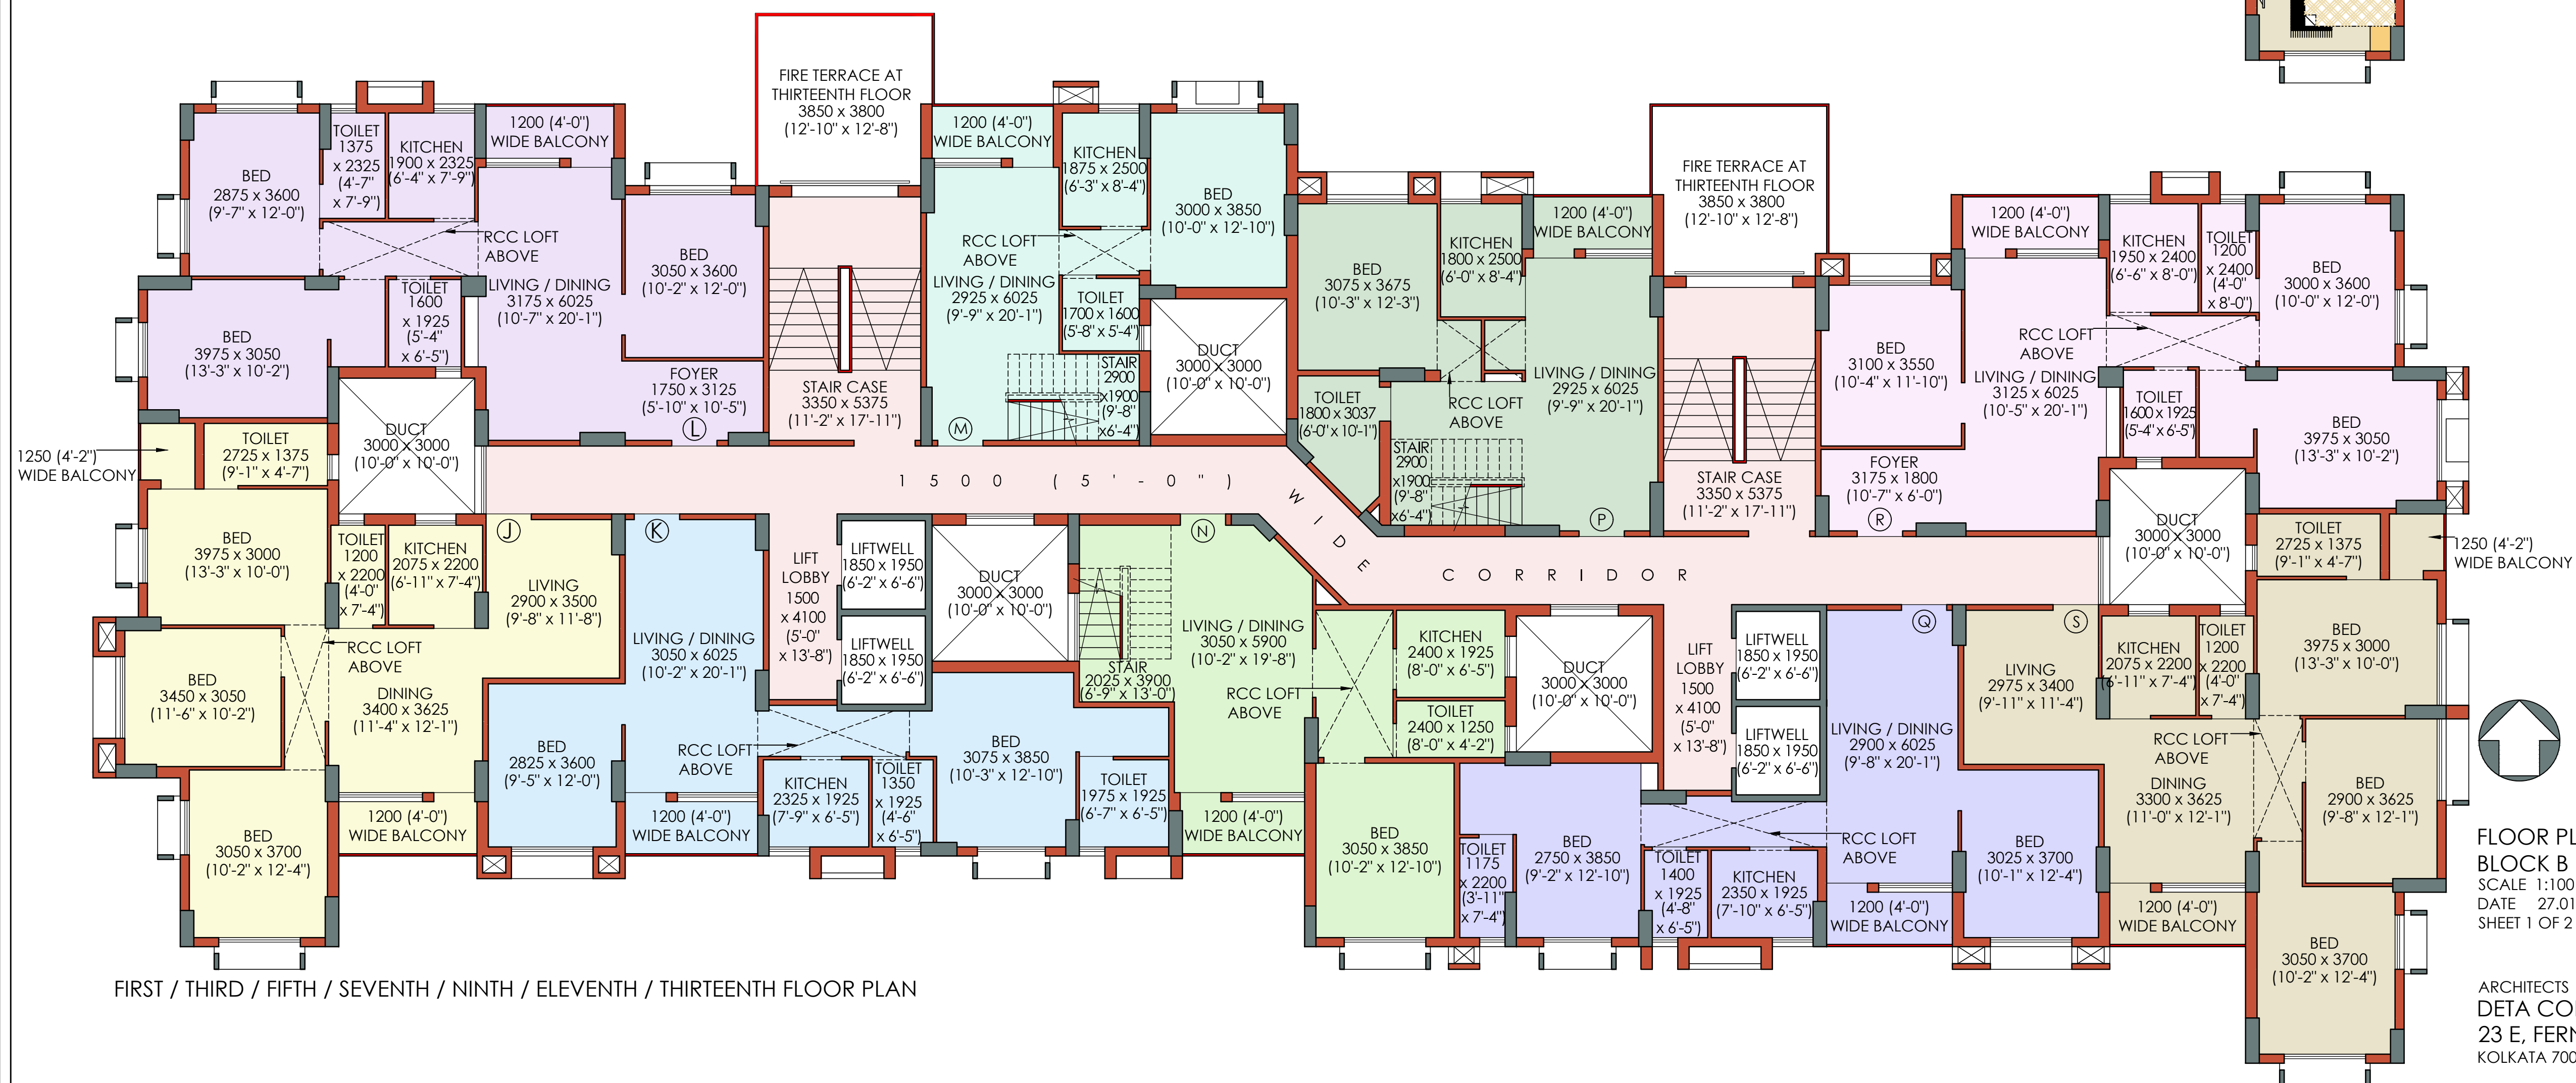 FIRE TERRACE AT
THIRTEENTH FLOOR
3850 x 3800
(12'-10" x 12'-8")
BED
2875 x 3600
(9'-7" x 12'-0")
TOILET
1375
x 2325
(4'-7"
x 7'-9")
KITCHEN
1900 x 2325
(6'-4" x 7'-9")
1200 (4'-0")
WIDE BALCONY
RCC LOFT
ABOVE
BED
3050 x 3600
(10'-2" x 12'-0")
LIVING / DINING
3175 x 6025
(10'-7" x 20'-1")
TOILET
1600
x 1925
(5'-4"
x 6'-5")
BED
3975 x 3050
(13'-3" x 10'-2")
FOYER
1750 x 3125
(5'-10" x 10'-5")
L
STAIR CASE
3350 x 5375
(11'-2" x 17'-11")
1200 (4'-0")
WIDE BALCONY
KITCHEN
1875 x 2500
(6'-3" x 8'-4")
BED
3000 x 3850
(10'-0" x 12'-10")
RCC LOFT
ABOVE
LIVING / DINING
2925 x 6025
(9'-9" x 20'-1")
TOILET
1700 x 1600
(5'-8" x 5'-4")
STAIR
2900
x1900
(9'-8"
x6'-4")
M
DUCT
3000 x 3000
(10'-0" x 10'-0")
BED
3075 x 3675
(10'-3" x 12'-3")
KITCHEN
1800 x 2500
(6'-0" x 8'-4")
1200 (4'-0")
WIDE BALCONY
LIVING / DINING
2925 x 6025
(9'-9" x 20'-1")
RCC LOFT
ABOVE
TOILET
1800 x 3037
(6'-0" x 10'-1")
STAIR
2900
x1900
(9'-8"
x6'-4")
P
FIRE TERRACE AT
THIRTEENTH FLOOR
3850 x 3800
(12'-10" x 12'-8")
STAIR CASE
3350 x 5375
(11'-2" x 17'-11")
1200 (4'-0")
WIDE BALCONY
KITCHEN
1950 x 2400
(6'-6" x 8'-0")
TOILET
1200
x 2400
(4'-0"
x 8'-0")
BED
3000 x 3600
(10'-0" x 12'-0")
RCC LOFT
ABOVE
BED
3100 x 3550
(10'-4" x 11'-10")
LIVING / DINING
3125 x 6025
(10'-5" x 20'-1")
TOILET
1600 x 1925
(5'-4" x 6'-5")
BED
3975 x 3050
(13'-3" x 10'-2")
FOYER
3175 x 1800
(10'-7" x 6'-0")
R
1250 (4'-2")
WIDE BALCONY
TOILET
2725 x 1375
(9'-1" x 4'-7")
DUCT
3000 x 3000
(10'-0" x 10'-0")
1500 (5'-0") WIDE CORRIDOR
BED
3975 x 3000
(13'-3" x 10'-0")
TOILET
1200
x 2200
(4'-0"
x 7'-4")
KITCHEN
2075 x 2200
(6'-11" x 7'-4")
J
LIVING
2900 x 3500
(9'-8" x 11'-8")
RCC LOFT
ABOVE
BED
3450 x 3050
(11'-6" x 10'-2")
DINING
3400 x 3625
(11'-4" x 12'-1")
BED
3050 x 3700
(10'-2" x 12'-4")
1200 (4'-0")
WIDE BALCONY
K
LIVING / DINING
3050 x 6025
(10'-2" x 20'-1")
BED
2825 x 3600
(9'-5" x 12'-0")
RCC LOFT
ABOVE
1200 (4'-0")
WIDE BALCONY
KITCHEN
2325 x 1925
(7'-9" x 6'-5")
TOILET
1350
x 1925
(4'-6"
x 6'-5")
BED
3075 x 3850
(10'-3" x 12'-10")
TOILET
1975 x 1925
(6'-7" x 6'-5")
LIFT
LOBBY
1500
x 4100
(5'-0"
x 13'-8")
LIFTWELL
1850 x 1950
(6'-2" x 6'-6")
LIFTWELL
1850 x 1950
(6'-2" x 6'-6")
DUCT
3000 x 3000
(10'-0" x 10'-0")
N
LIVING / DINING
3050 x 5900
(10'-2" x 19'-8")
STAIR
2025 x 3900
(6'-9" x 13'-0")
RCC LOFT
ABOVE
1200 (4'-0")
WIDE BALCONY
KITCHEN
2400 x 1925
(8'-0" x 6'-5")
TOILET
2400 x 1250
(8'-0" x 4'-2")
BED
3050 x 3850
(10'-2" x 12'-10")
DUCT
3000 x 3000
(10'-0" x 10'-0")
LIFT
LOBBY
1500
x 4100
(5'-0"
x 13'-8")
LIFTWELL
1850 x 1950
(6'-2" x 6'-6")
LIFTWELL
1850 x 1950
(6'-2" x 6'-6")
Q
LIVING / DINING
2900 x 6025
(9'-8" x 20'-1")
TOILET
1175
x 2200
(3'-11"
x 7'-4")
BED
2750 x 3850
(9'-2" x 12'-10")
TOILET
1400
x 1925
(4'-8"
x 6'-5")
KITCHEN
2350 x 1925
(7'-10" x 6'-5")
RCC LOFT
ABOVE
1200 (4'-0")
WIDE BALCONY
BED
3025 x 3700
(10'-1" x 12'-4")
S
LIVING
2975 x 3400
(9'-11" x 11'-4")
DUCT
3000 x 3000
(10'-0" x 10'-0")
TOILET
2725 x 1375
(9'-1" x 4'-7")
1250 (4'-2")
WIDE BALCONY
KITCHEN
2075 x 2200
(6'-11" x 7'-4")
TOILET
1200
x 2200
(4'-0"
x 7'-4")
BED
3975 x 3000
(13'-3" x 10'-0")
RCC LOFT
ABOVE
DINING
3300 x 3625
(11'-0" x 12'-1")
BED
2900 x 3625
(9'-8" x 12'-1")
1200 (4'-0")
WIDE BALCONY
BED
3050 x 3700
(10'-2" x 12'-4")
FIRST / THIRD / FIFTH / SEVENTH / NINTH / ELEVENTH / THIRTEENTH FLOOR PLAN
FLOOR PL
BLOCK B
SCALE 1:100
DATE 27.01
SHEET 1 OF 2
ARCHITECTS
DETA CO
23 E, FERN
KOLKATA 700